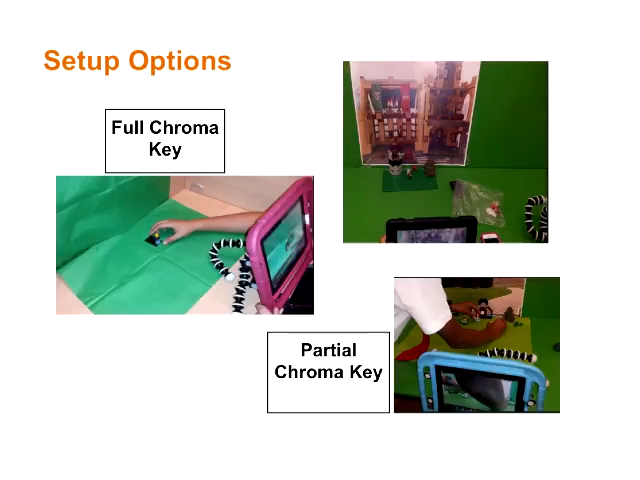 Setup Options
Full Chroma
Key
Partial
Chroma Key